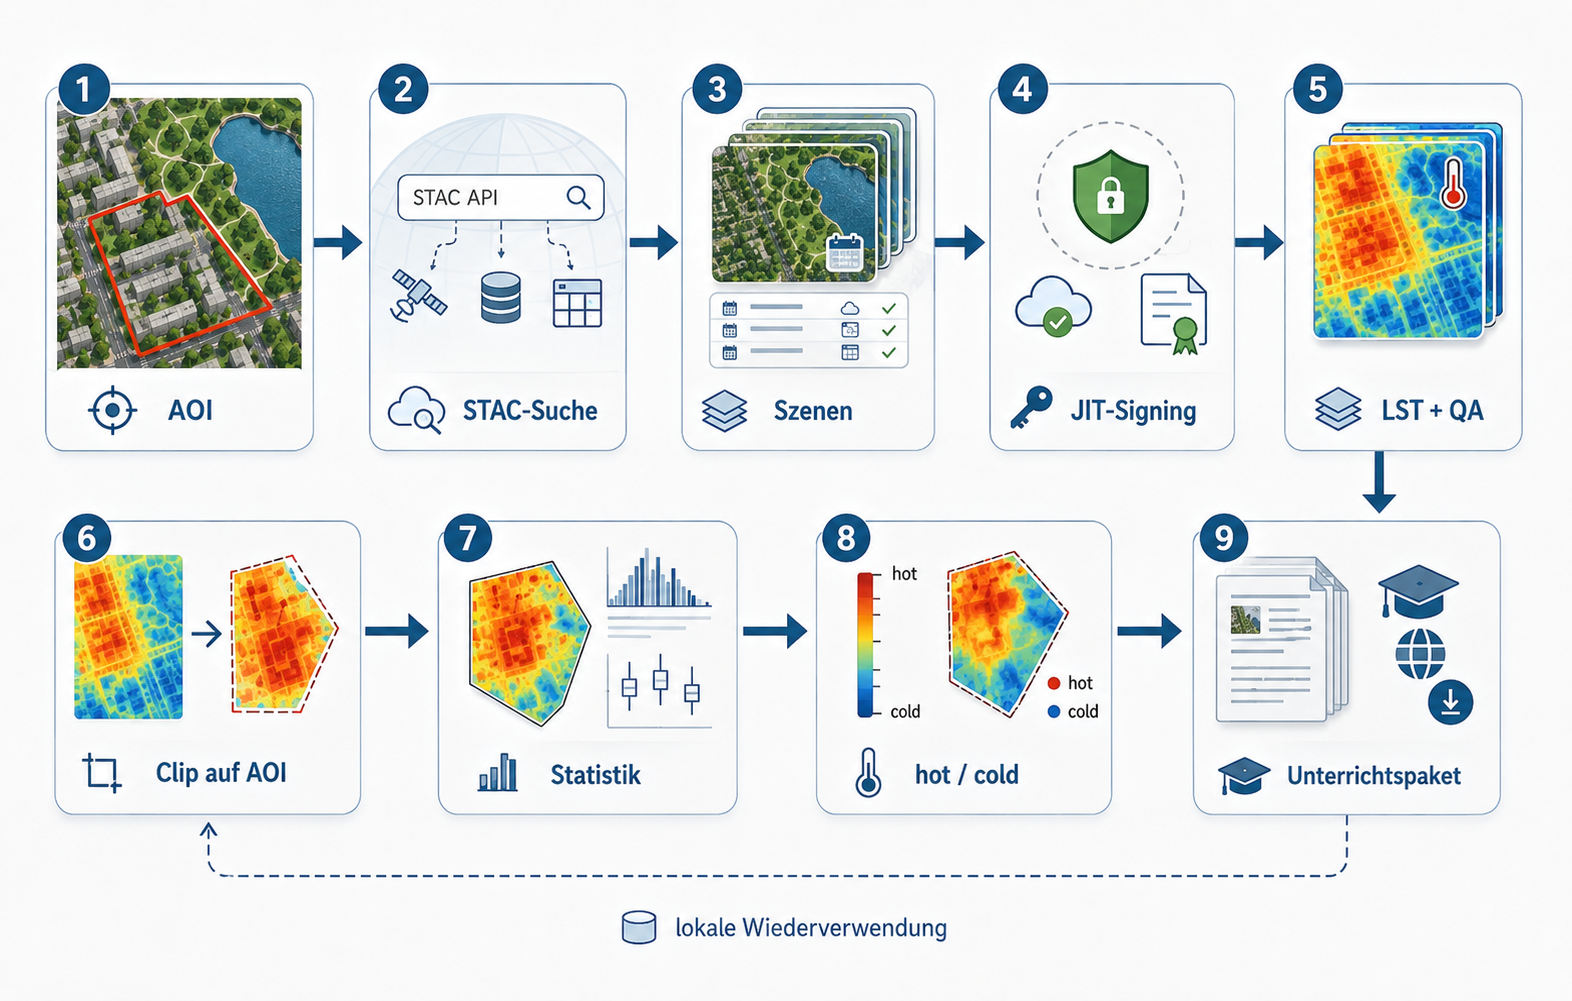 1
2
3
4
5
STAC API
AOI
STAC-Suche
Szenen
JIT-Signing
LST + QA
6
7
8
9
hot
cold
hot
cold
Clip auf AOI
Statistik
hot / cold
Unterrichtspaket
lokale Wiederverwendung